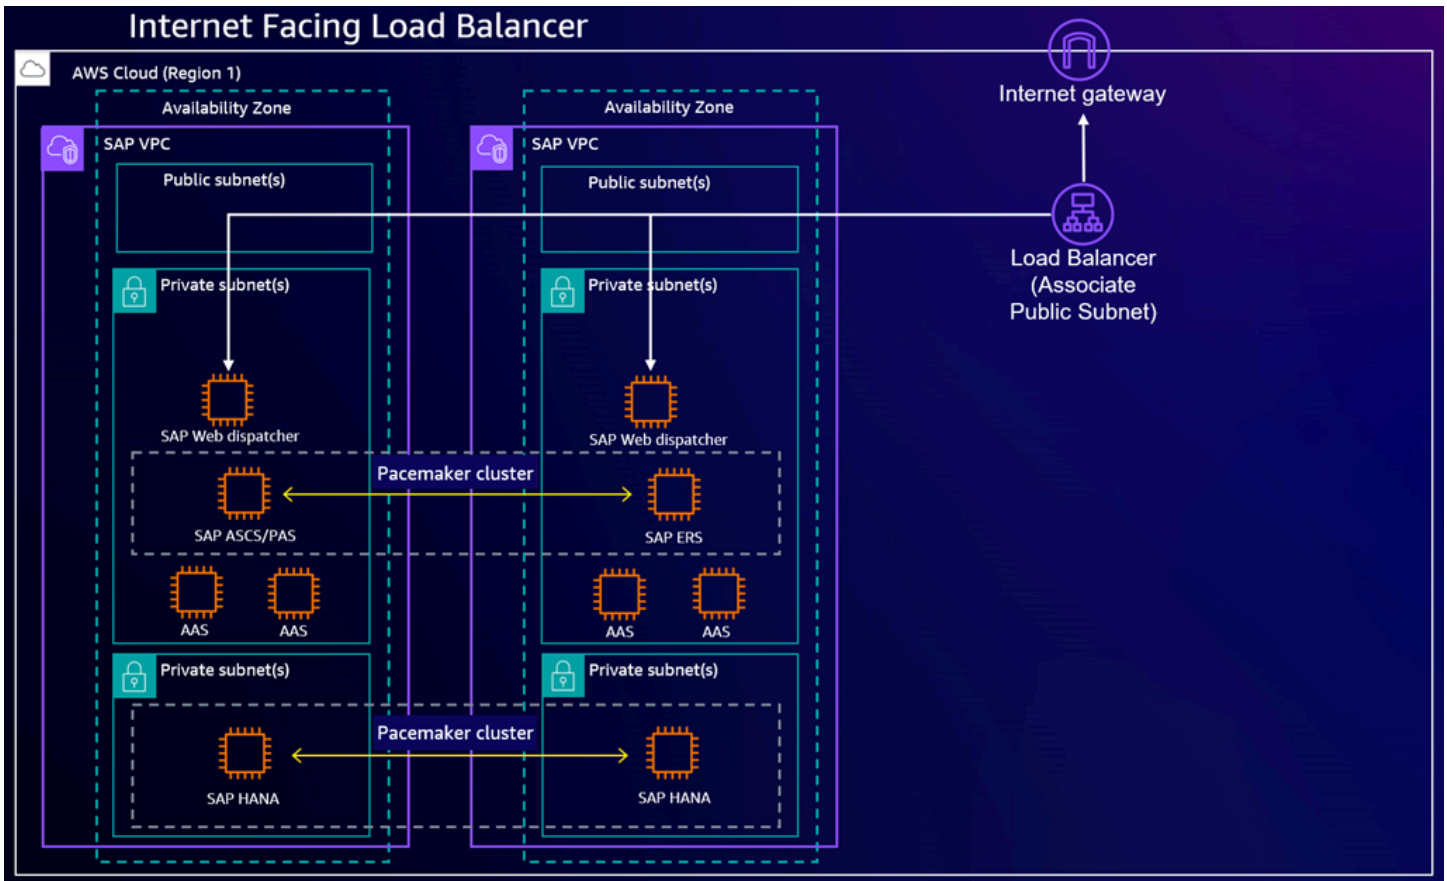 Internet Facing Load Balancer
AWS Cloud (Region 1)
Internet gateway
Availability Zone
Availability Zone
SAP VPC
SAP VPC
Public subnet(s)
Public subnet(s)
Load Balancer
(Associate
Public Subnet)
Private subnet(s)
Private subnet(s)
SAP Web dispatcher
SAP Web dispatcher
Pacemaker cluster
SAP ASCS/PAS
SAP ERS
AAS
AAS
AAS
AAS
Private subnet(s)
Private subnet(s)
Pacemaker cluster
SAP HANA
SAP HANA